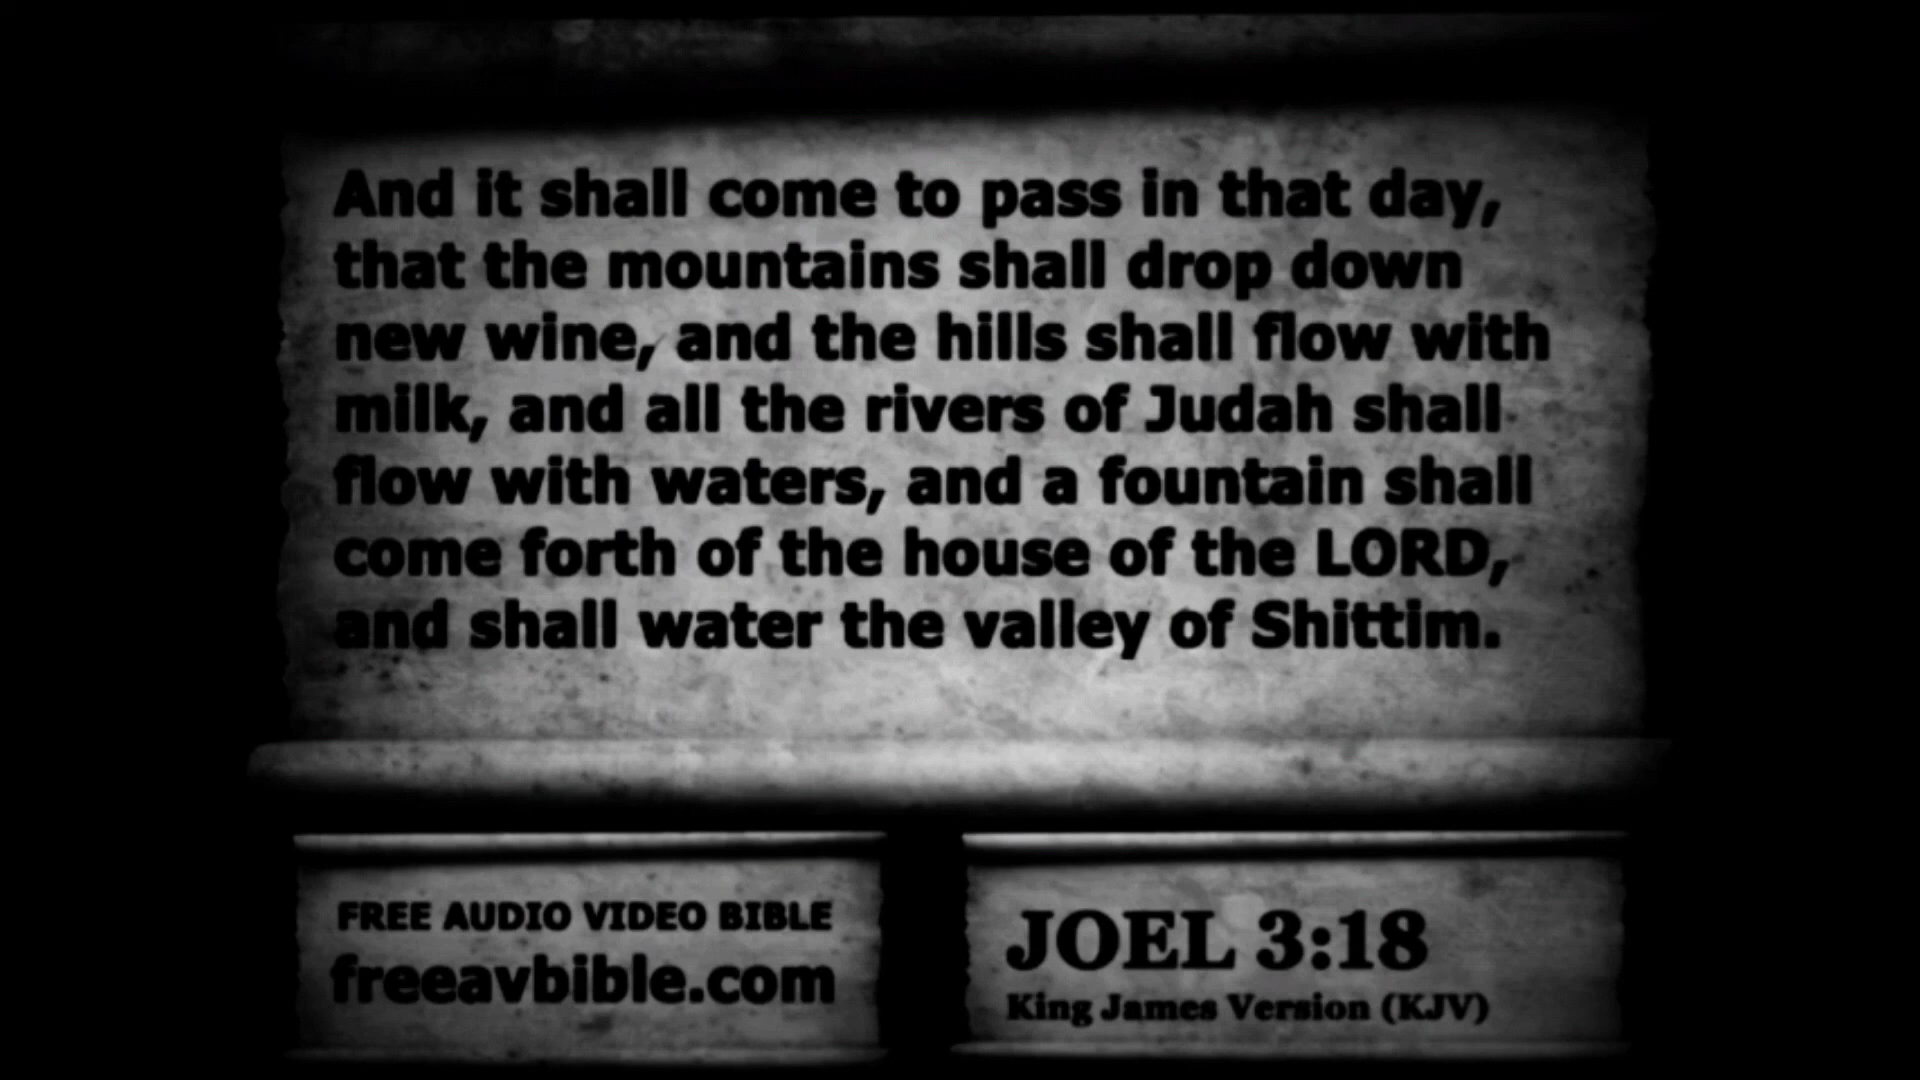 And it shall come to pass in that day,
that the mountains shall drop down
new wine, and the hills shall flow with
milk, and all the rivers of Judah shall
flow with waters, and a fountain shall
come forth of the house of the LORD,
and shall water the valley of Shittim.
FREE AUDIO VIDEO BIBLE
freeavbible.com
JOEL 3:18
King James Version (KJV)